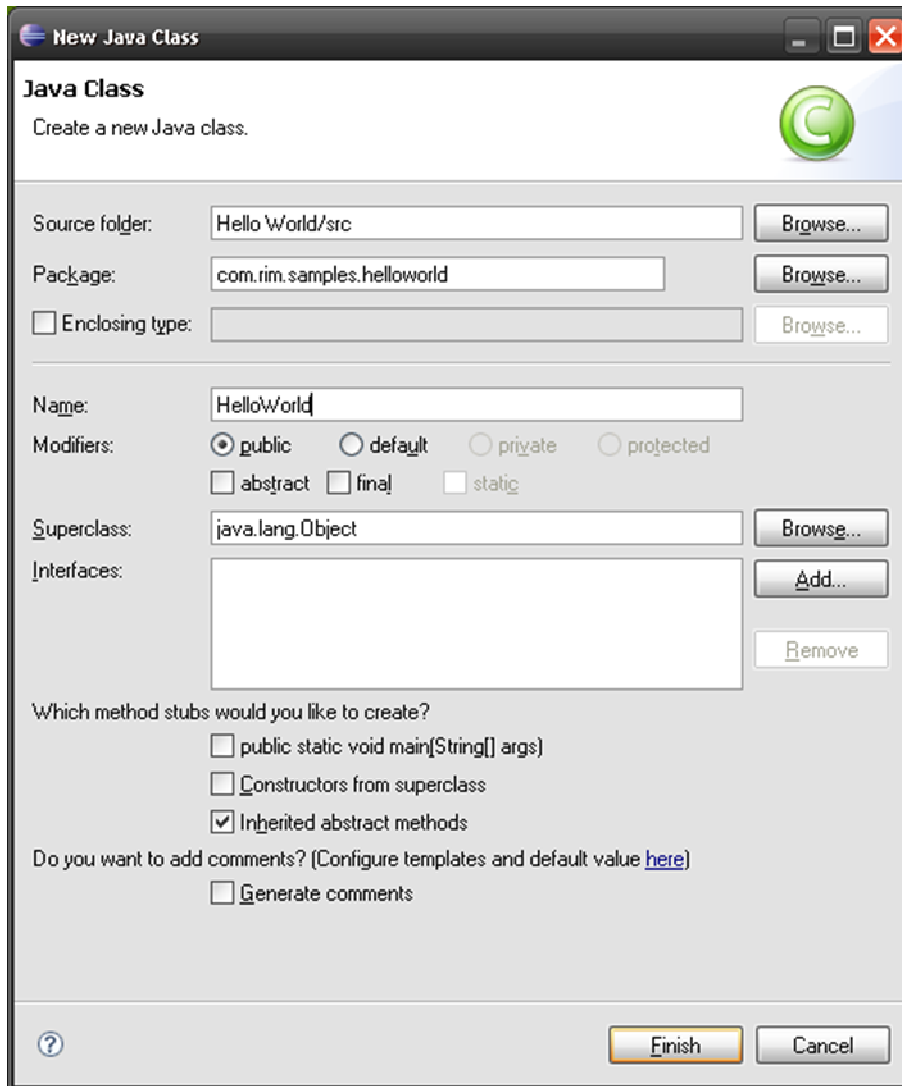 New Java Class
Java Class
Create a new Java class.
C
Source folder: Hello World/src Browse...
Package: com.rim.samples.helloworld Browse...
Enclosing type: Browse...
Name: HelloWorld
Modifiers: public default private protected
abstract final static
Superclass: java.lang.Object Browse...
Interfaces: Add...
Remove
Which method stubs would you like to create?
public static void main(String[] args)
Constructors from superclass
Inherited abstract methods
Do you want to add comments? (Configure templates and default value here)
Generate comments
? Finish Cancel